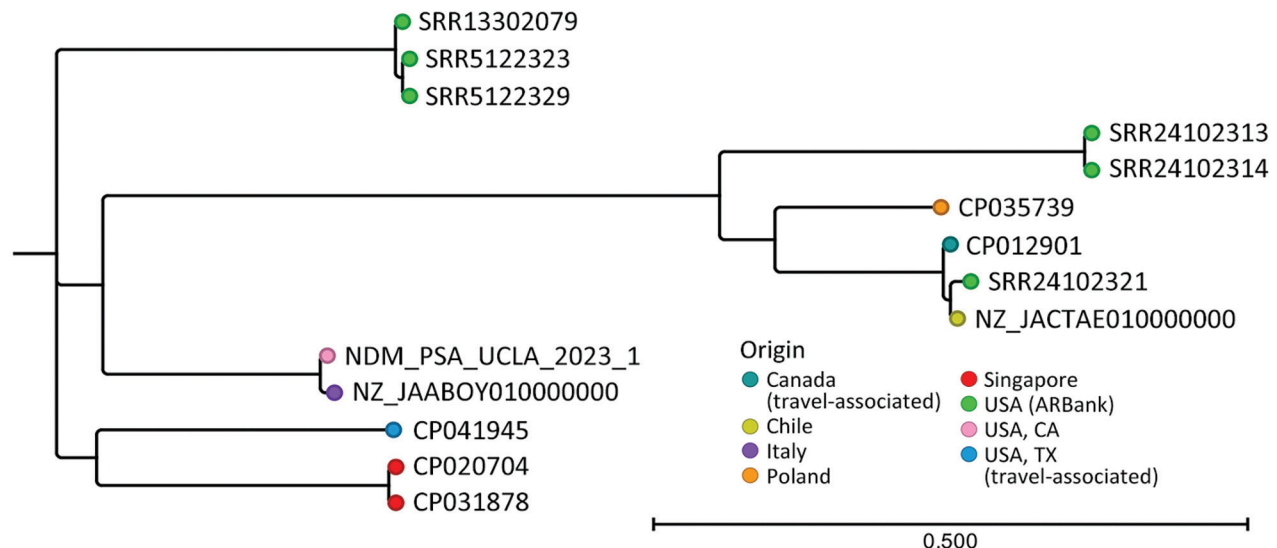 SRR13302079
SRR5122323
SRR5122329
SRR24102313
SRR24102314
CP035739
CP012901
SRR24102321
NZ_JACTAE010000000
NDM_PSA_UCLA_2023_1
NZ_JAABOY010000000
CP041945
CP020704
CP031878
Origin
Canada
(travel-associated)
Chile
Italy
Poland
Singapore
USA (ARBank)
USA, CA
USA, TX
(travel-associated)
0.500